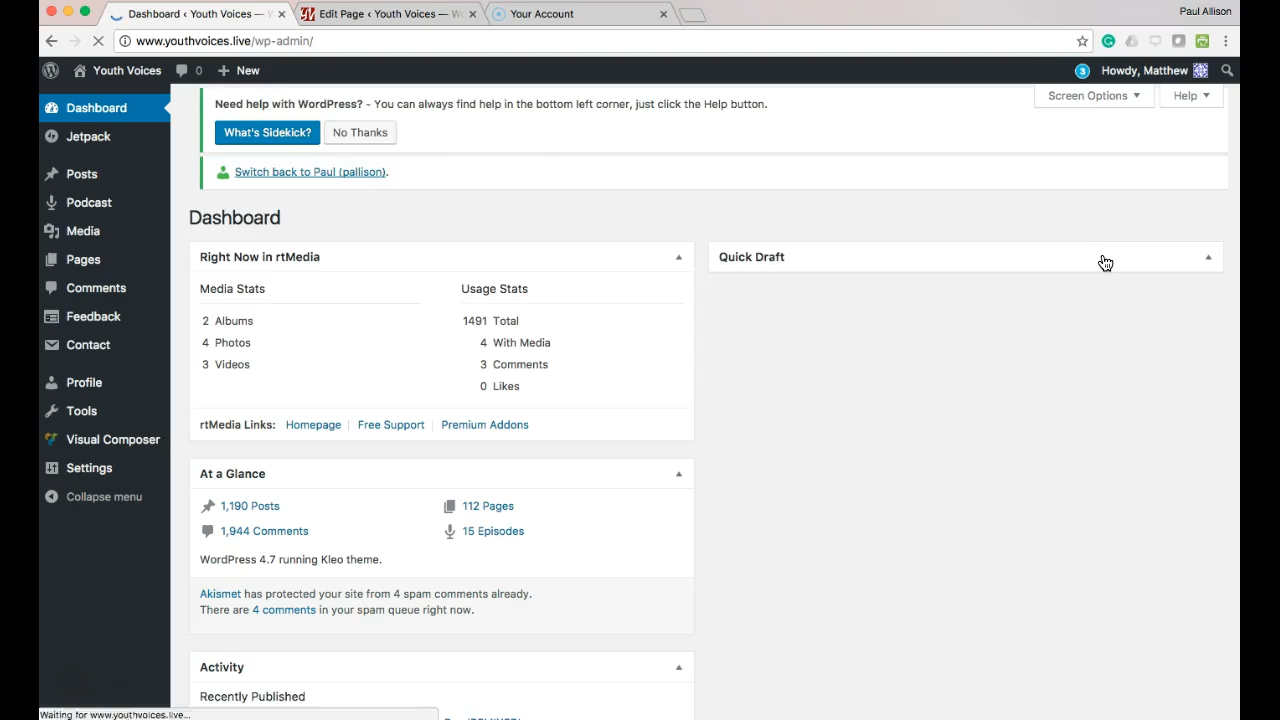 Dashboard ‹ Youth Voices — W
Edit Page ‹ Youth Voices — Wo
Your Account
Paul Allison
www.youthvoices.live/wp-admin/
Youth Voices
0
New
3
Howdy, Matthew
Dashboard
Jetpack
Posts
Podcast
Media
Pages
Comments
Feedback
Contact
Profile
Tools
Visual Composer
Settings
Collapse menu
Need help with WordPress? - You can always find help in the bottom left corner, just click the Help button.
What's Sidekick?
No Thanks
Screen Options
Help
Switch back to Paul (pallison).
Dashboard
Right Now in rtMedia
Media Stats
2 Albums
4 Photos
3 Videos
Usage Stats
1491 Total
4 With Media
3 Comments
0 Likes
rtMedia Links: Homepage Free Support Premium Addons
At a Glance
1,190 Posts
112 Pages
1,944 Comments
15 Episodes
WordPress 4.7 running Kleo theme.
Akismet has protected your site from 4 spam comments already.
There are 4 comments in your spam queue right now.
Activity
Recently Published
Quick Draft
Waiting for www.youthvoices.live...